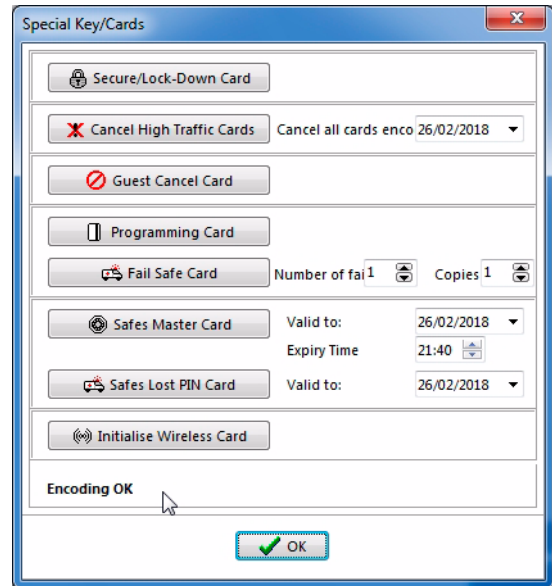 Special Key/Cards
Secure/Lock-Down Card
Cancel High Traffic Cards Cancel all cards enco 26/02/2018
Guest Cancel Card
Programming Card
Fail Safe Card Number of fai 1 Copies 1
Safes Master Card Valid to: 26/02/2018
Expiry Time 21:40
Safes Lost PIN Card Valid to: 26/02/2018
Initialise Wireless Card
Encoding OK
OK